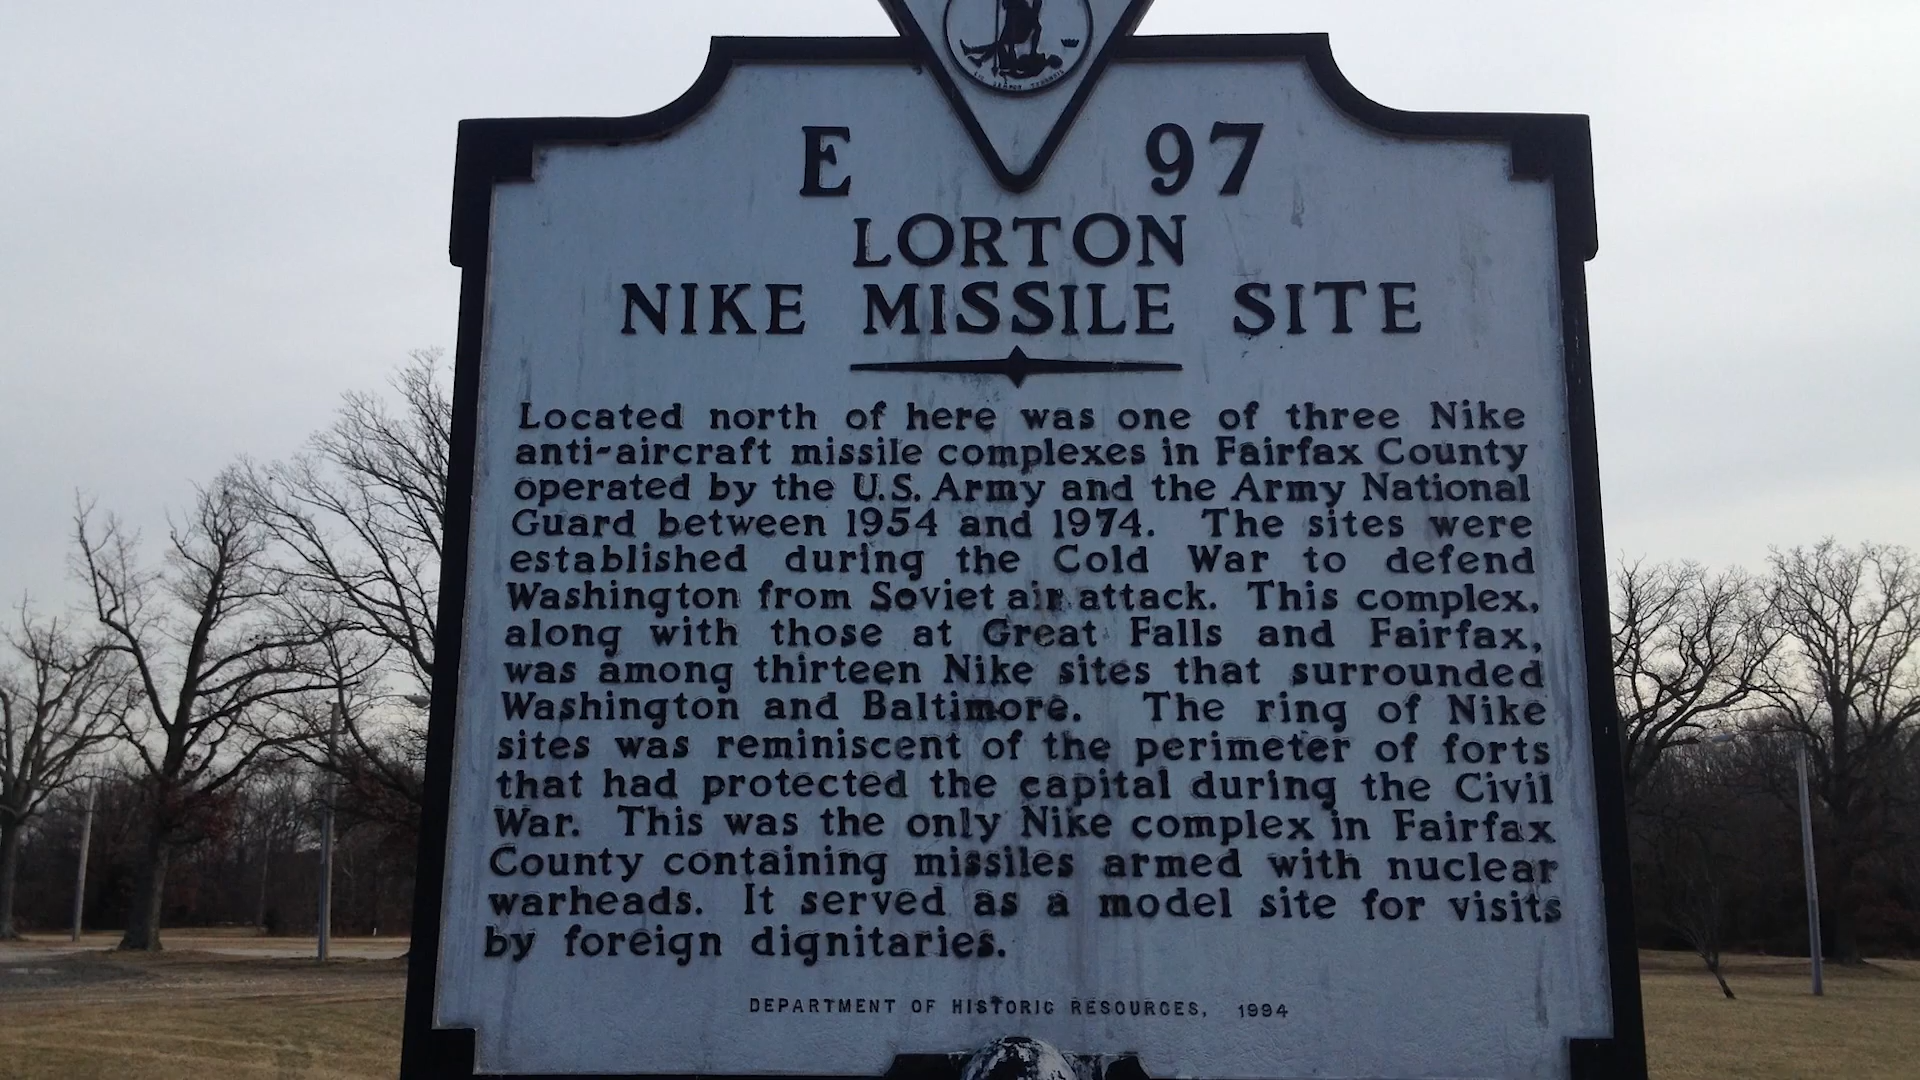 E 97
LORTON
NIKE MISSILE SITE
Located north of here was one of three Nike
anti-aircraft missile complexes in Fairfax County
operated by the U.S. Army and the Army National
Guard between 1954 and 1974. The sites were
established during the Cold War to defend
Washington from Soviet air attack. This complex,
along with those at Great Falls and Fairfax,
was among thirteen Nike sites that surrounded
Washington and Baltimore. The ring of Nike
sites was reminiscent of the perimeter of forts
that had protected the capital during the Civil
War. This was the only Nike complex in Fairfax
County containing missiles armed with nuclear
warheads. It served as a model site for visits
by foreign dignitaries.
DEPARTMENT OF HISTORIC RESOURCES, 1994